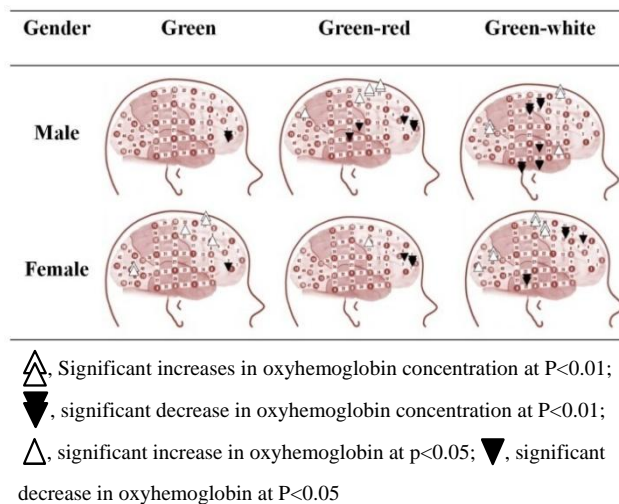 Gender Green Green-red Green-white
Male
Female
, Significant increases in oxyhemoglobin concentration at P<0.01;
, significant decrease in oxyhemoglobin concentration at P<0.01;
, significant increase in oxyhemoglobin at p<0.05; , significant
decrease in oxyhemoglobin at P<0.05